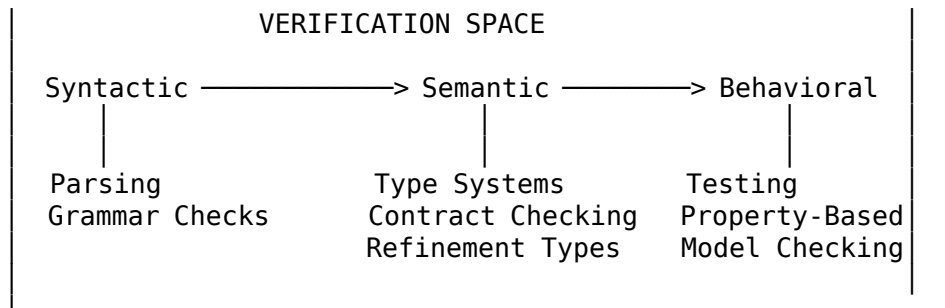 VERIFICATION SPACE
Syntactic ───────────> Semantic ───────> Behavioral
Parsing Type Systems Testing
Grammar Checks Contract Checking Property-Based
Refinement Types Model Checking